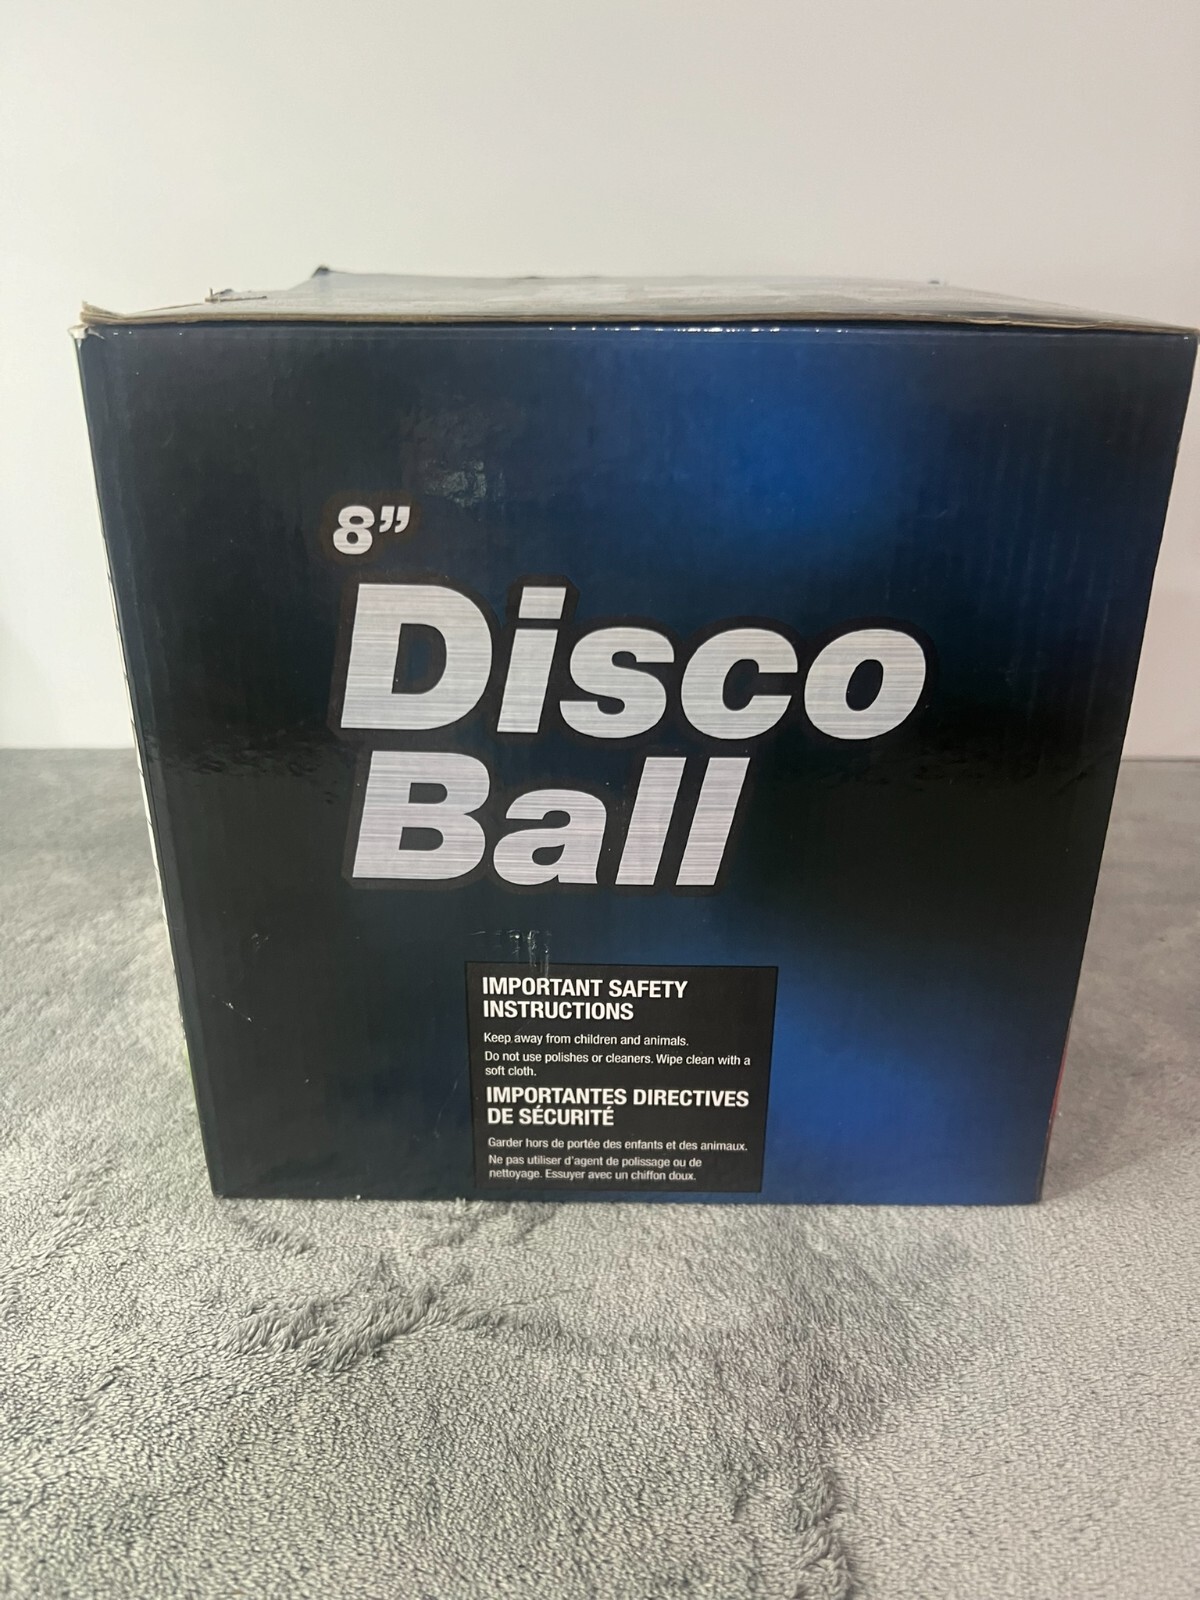 8”
Disco
Ball
IMPORTANT SAFETY
INSTRUCTIONS
Keep away from children and animals.
Do not use polishes or cleaners. Wipe clean with a
soft cloth.
IMPORTANTES DIRECTIVES
DE SÉCURITÉ
Garder hors de portée des enfants et des animaux.
Ne pas utiliser d'agent de polissage ou de
nettoyage. Essuyer avec un chiffon doux.